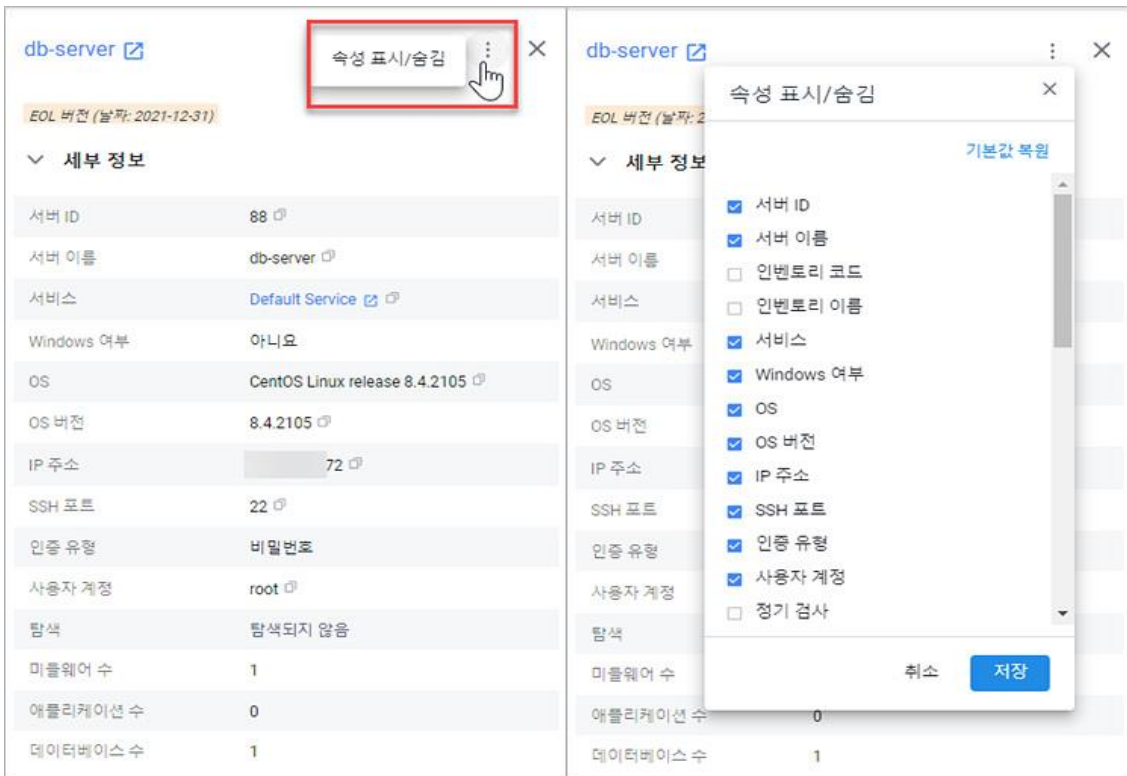 db-server
속성 표시/숨김
EOL 버전 (날짜: 2021-12-31)
세부 정보
서버 ID 88
서버 이름 db-server
서비스 Default Service
Windows 여부 아니요
OS CentOS Linux release 8.4.2105
OS 버전 8.4.2105
IP 주소 72
SSH 포트 22
인증 유형 비밀번호
사용자 계정 root
탐색 탐색되지 않음
미들웨어 수 1
애플리케이션 수 0
데이터베이스 수 1
db-server
EOL 버전 (날짜: 2
세부 정보
서버 ID
서버 이름
서비스
Windows 여부
OS
OS 버전
IP 주소
SSH 포트
인증 유형
사용자 계정
탐색
미들웨어 수
애플리케이션 수 0
데이터베이스 수 1
속성 표시/숨김
기본값 복원
서버 ID
서버 이름
인벤토리 코드
인벤토리 이름
서비스
Windows 여부
OS
OS 버전
IP 주소
SSH 포트
인증 유형
사용자 계정
정기 검사
취소 저장